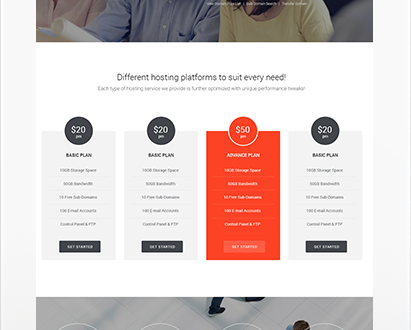 Different hosting platforms to suit every need!
Each type of hosting service we provide is further optimized with unique performance tweaks!
$20
pm
BASIC PLAN
10GB Storage Space
50GB Bandwidth
10 Free Sub-Domains
100 E-mail Accounts
Control Panel & FTP
GET STARTED
$20
pm
BASIC PLAN
10GB Storage Space
50GB Bandwidth
10 Free Sub-Domains
100 E-mail Accounts
Control Panel & FTP
GET STARTED
$50
pm
ADVANCE PLAN
10GB Storage Space
50GB Bandwidth
10 Free Sub-Domains
100 E-mail Accounts
Control Panel & FTP
GET STARTED
$20
pm
BASIC PLAN
10GB Storage Space
50GB Bandwidth
10 Free Sub-Domains
100 E-mail Accounts
Control Panel & FTP
GET STARTED